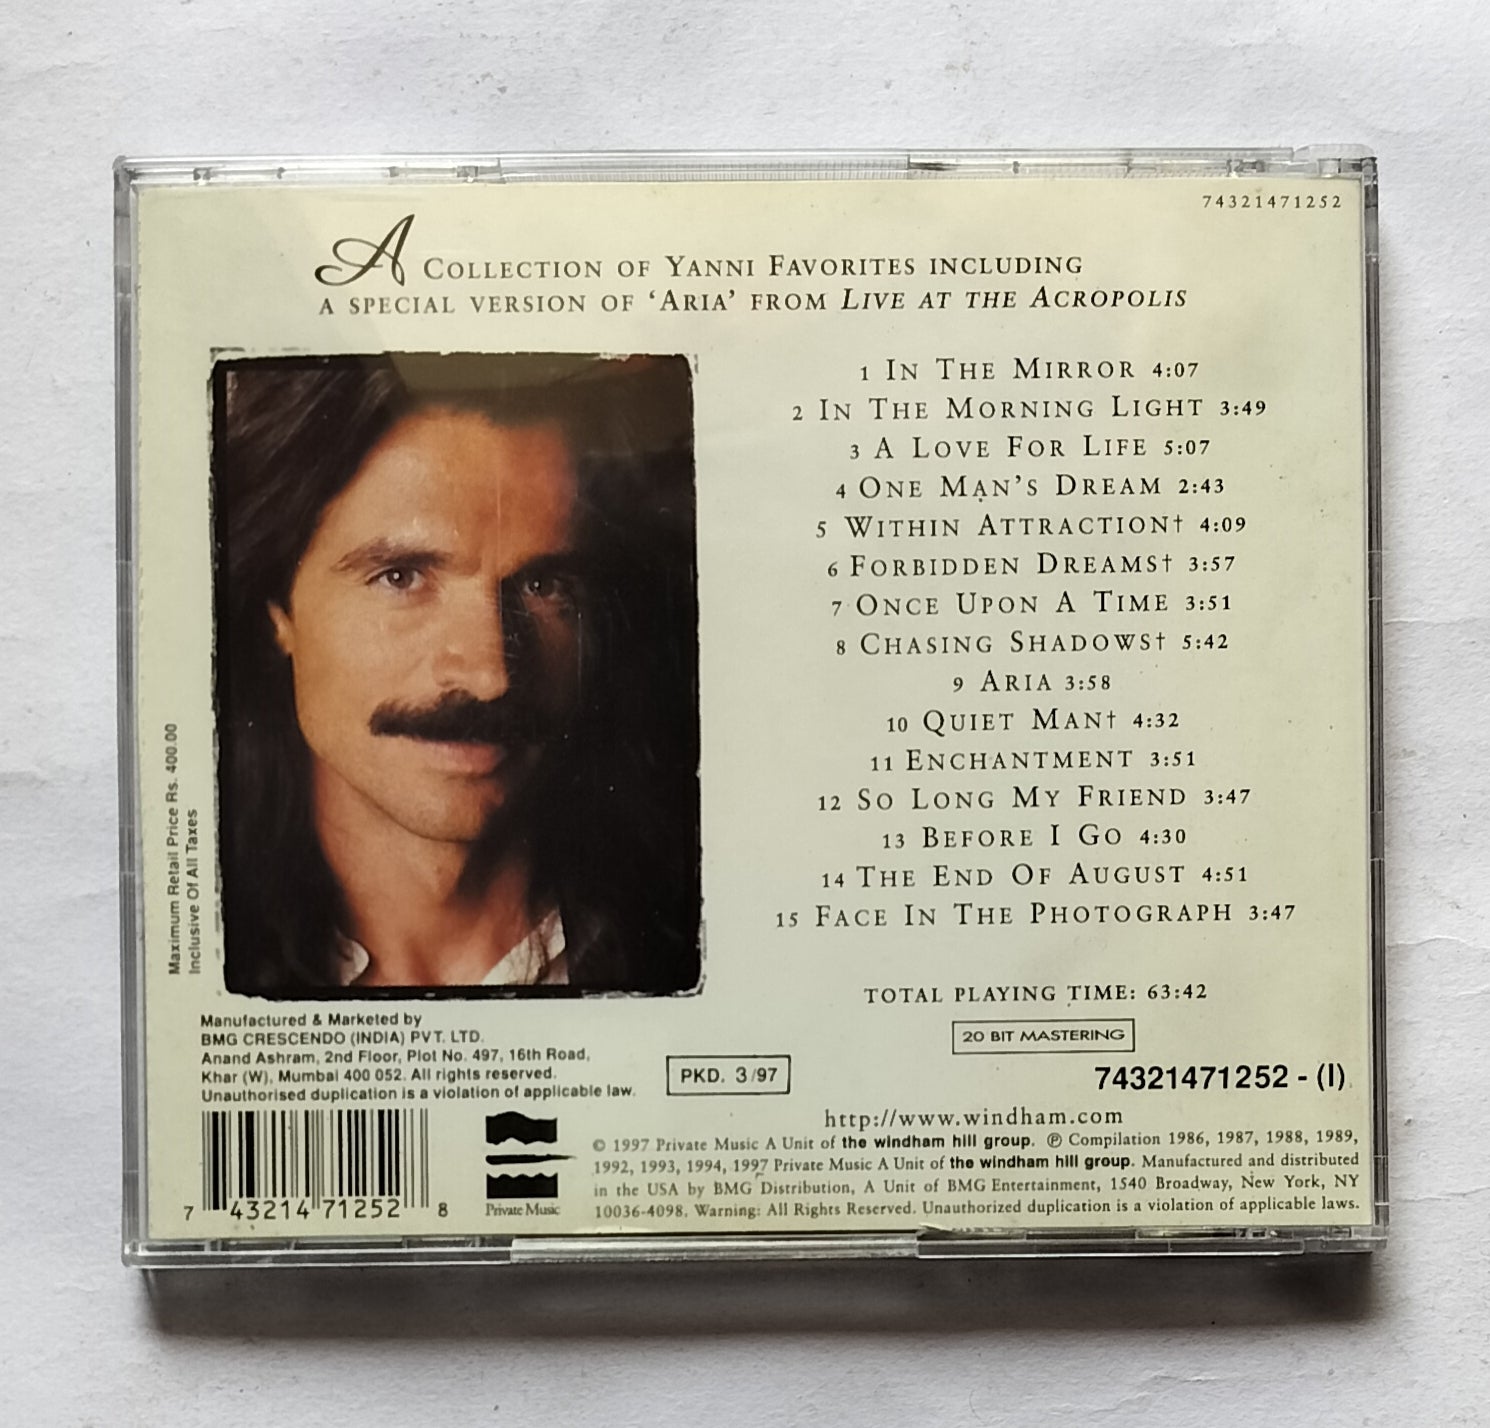 74321471252
A COLLECTION OF YANNI FAVORITES INCLUDING
A SPECIAL VERSION OF ‘ARIA’ FROM LIVE AT THE ACROPOLIS
1 IN THE MIRROR 4:07
2 IN THE MORNING LIGHT 3:49
3 A LOVE FOR LIFE 5:07
4 ONE MAN'S DREAM 2:43
5 WITHIN ATTRACTION† 4:09
6 FORBIDDEN DREAMS† 3:57
7 ONCE UPON A TIME 3:51
8 CHASING SHADOWS† 5:42
9 ARIA 3:58
10 QUIET MAN† 4:32
11 ENCHANTMENT 3:51
12 SO LONG MY FRIEND 3:47
13 BEFORE I GO 4:30
14 THE END OF AUGUST 4:51
15 FACE IN THE PHOTOGRAPH 3:47
TOTAL PLAYING TIME: 63:42
20 BIT MASTERING
74321471252 - (I)
Maximum Retail Price Rs. 400.00
Inclusive Of All Taxes
Manufactured & Marketed by
BMG CRESCENDO (INDIA) PVT. LTD.
Anand Ashram, 2nd Floor, Plot No. 497, 16th Road,
Khar (W), Mumbai 400 052. All rights reserved.
Unauthorised duplication is a violation of applicable law.
PKD. 3/97
7 43214 71252 8
Private Music
http://www.windham.com
© 1997 Private Music A Unit of the windham hill group. ℗ Compilation 1986, 1987, 1988, 1989,
1992, 1993, 1994, 1997 Private Music A Unit of the windham hill group. Manufactured and distributed
in the USA by BMG Distribution, A Unit of BMG Entertainment, 1540 Broadway, New York, NY
10036-4098. Warning: All Rights Reserved. Unauthorized duplication is a violation of applicable laws.